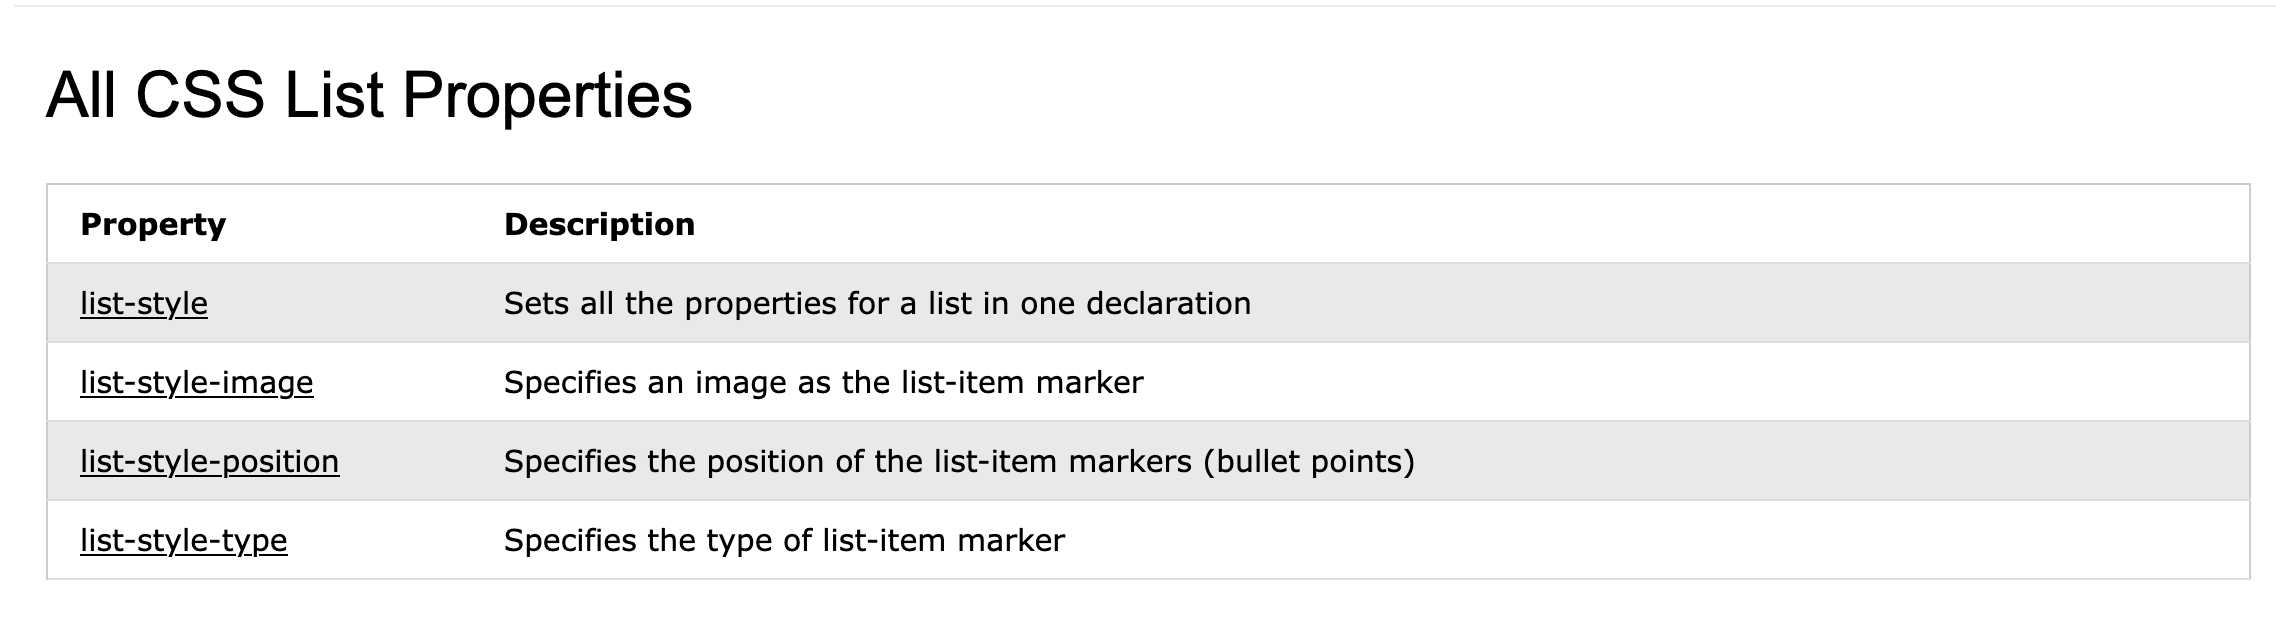 All CSS List Properties
Property Description
list-style Sets all the properties for a list in one declaration
list-style-image Specifies an image as the list-item marker
list-style-position Specifies the position of the list-item markers (bullet points)
list-style-type Specifies the type of list-item marker